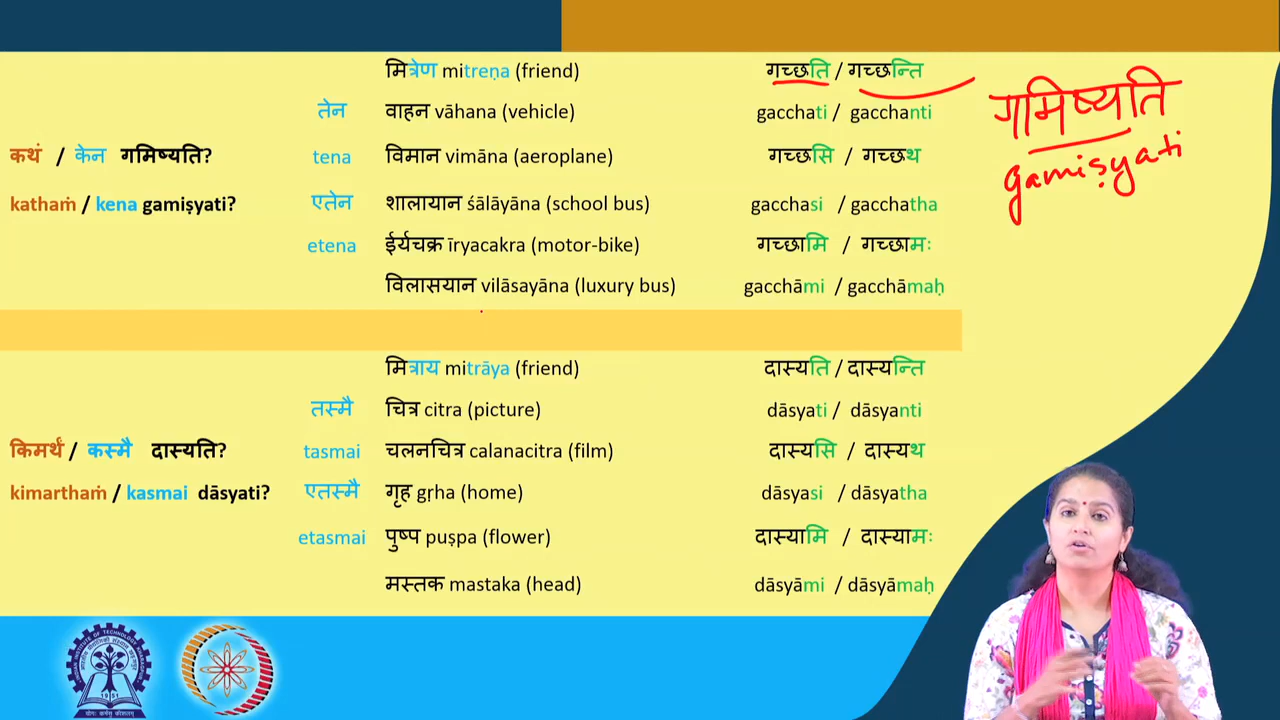 मित्रेण mitreṇa (friend) गच्छति / गच्छन्ति
गमिष्यति
तेन वाहन vāhana (vehicle) gacchati / gacchanti
कथं / केन गमिष्यति? tena विमान vimāna (aeroplane) गच्छसि / गच्छथ
gamiṣyati
kathaṁ / kena gamiṣyati? एतेन शालायान śālāyāna (school bus) gacchasi / gacchatha
etena ईर्यचक्र īryacakra (motor-bike) गच्छामि / गच्छामः
विलासयान vilāsayāna (luxury bus) gacchāmi / gacchāmaḥ
मित्राय mitrāya (friend) दास्यति / दास्यन्ति
तस्मै चित्र citra (picture) dāsyati / dāsyanti
किमर्थं / कस्मै दास्यति? tasmai चलनचित्र calanacitra (film) दास्यसि / दास्यथ
kimarthaṁ / kasmai dāsyati? एतस्मै गृह gṛha (home) dāsyasi / dāsyatha
etasmai पुष्प puṣpa (flower) दास्यामि / दास्यामः
मस्तक mastaka (head) dāsyāmi / dāsyāmaḥ
1951